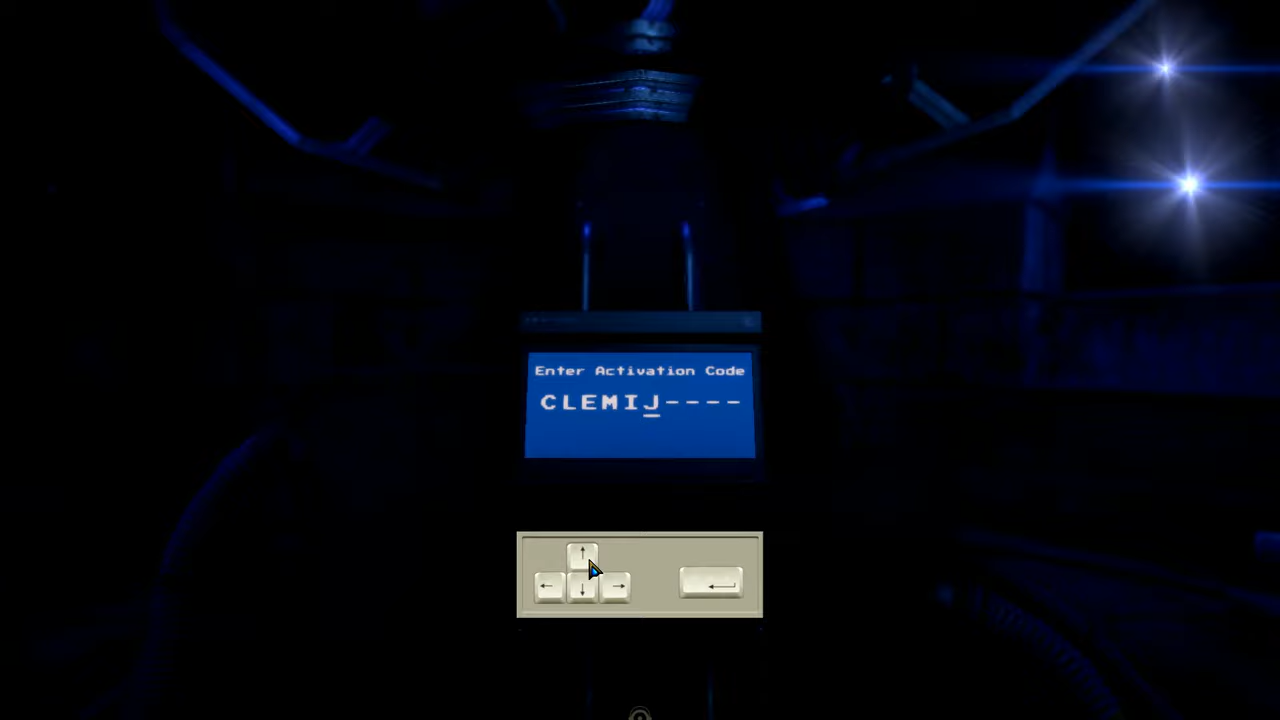 Enter Activation Code
CLEMIJ----
↑
← ↓ →